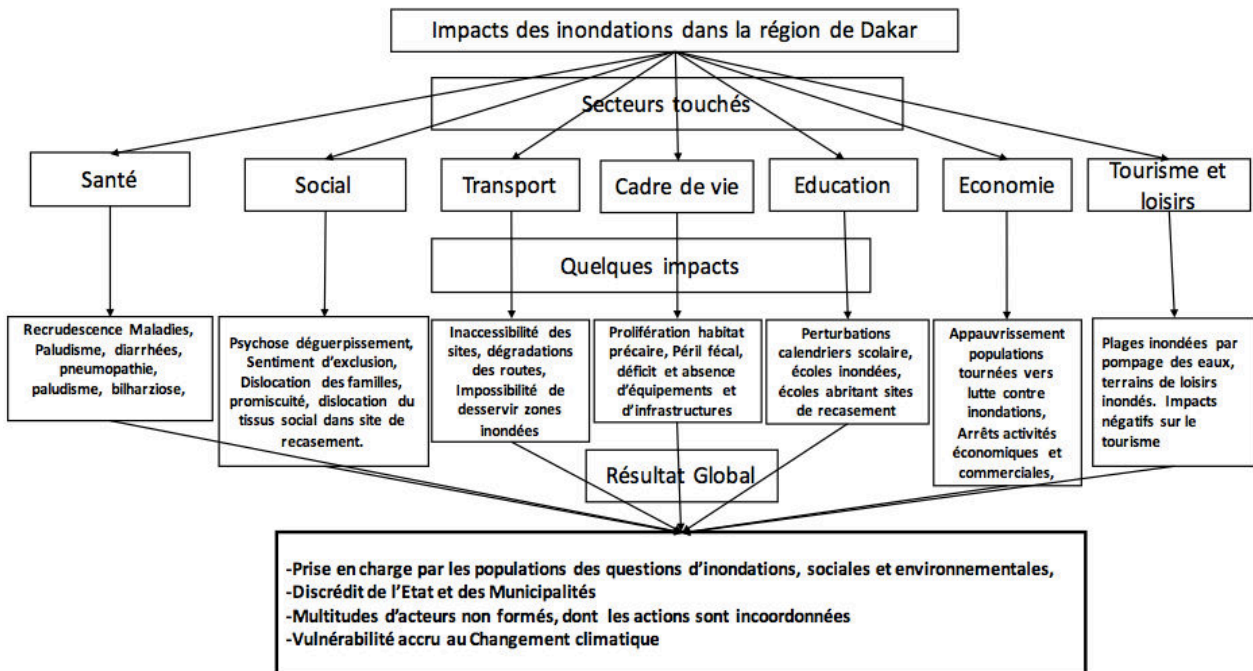 Impacts des inondations dans la région de Dakar
Secteurs touchés
Santé
Social
Transport
Cadre de vie
Education
Economie
Tourisme et
loisirs
Quelques impacts
Recrudescence Maladies,
Paludisme, diarrhées,
pneumopathie,
paludisme, bilharziose,
Psychose déguerpissement,
Sentiment d’exclusion,
Dislocation des familles,
promiscuité, dislocation du
tissus social dans site de
recasement.
Inaccessibilité des
sites, dégradations
des routes,
Impossibilité de
desservir zones
inondées
Prolifération habitat
précaire, Péril fécal,
déficit et absence
d’équipements et
d’infrastructures
Perturbations
calendriers scolaire,
écoles inondées,
écoles abritant sites
de recasement
Appauvrissement
populations
tournées vers
lutte contre
inondations,
Arrêts activités
économiques et
commerciales,
Plages inondées par
pompage des eaux,
terrains de loisirs
inondés. Impacts
négatifs sur le
tourisme
Résultat Global
-Prise en charge par les populations des questions d’inondations, sociales et environnementales,
-Discrédit de l’Etat et des Municipalités
-Multitudes d’acteurs non formés, dont les actions sont incoordonnées
-Vulnérabilité accru au Changement climatique